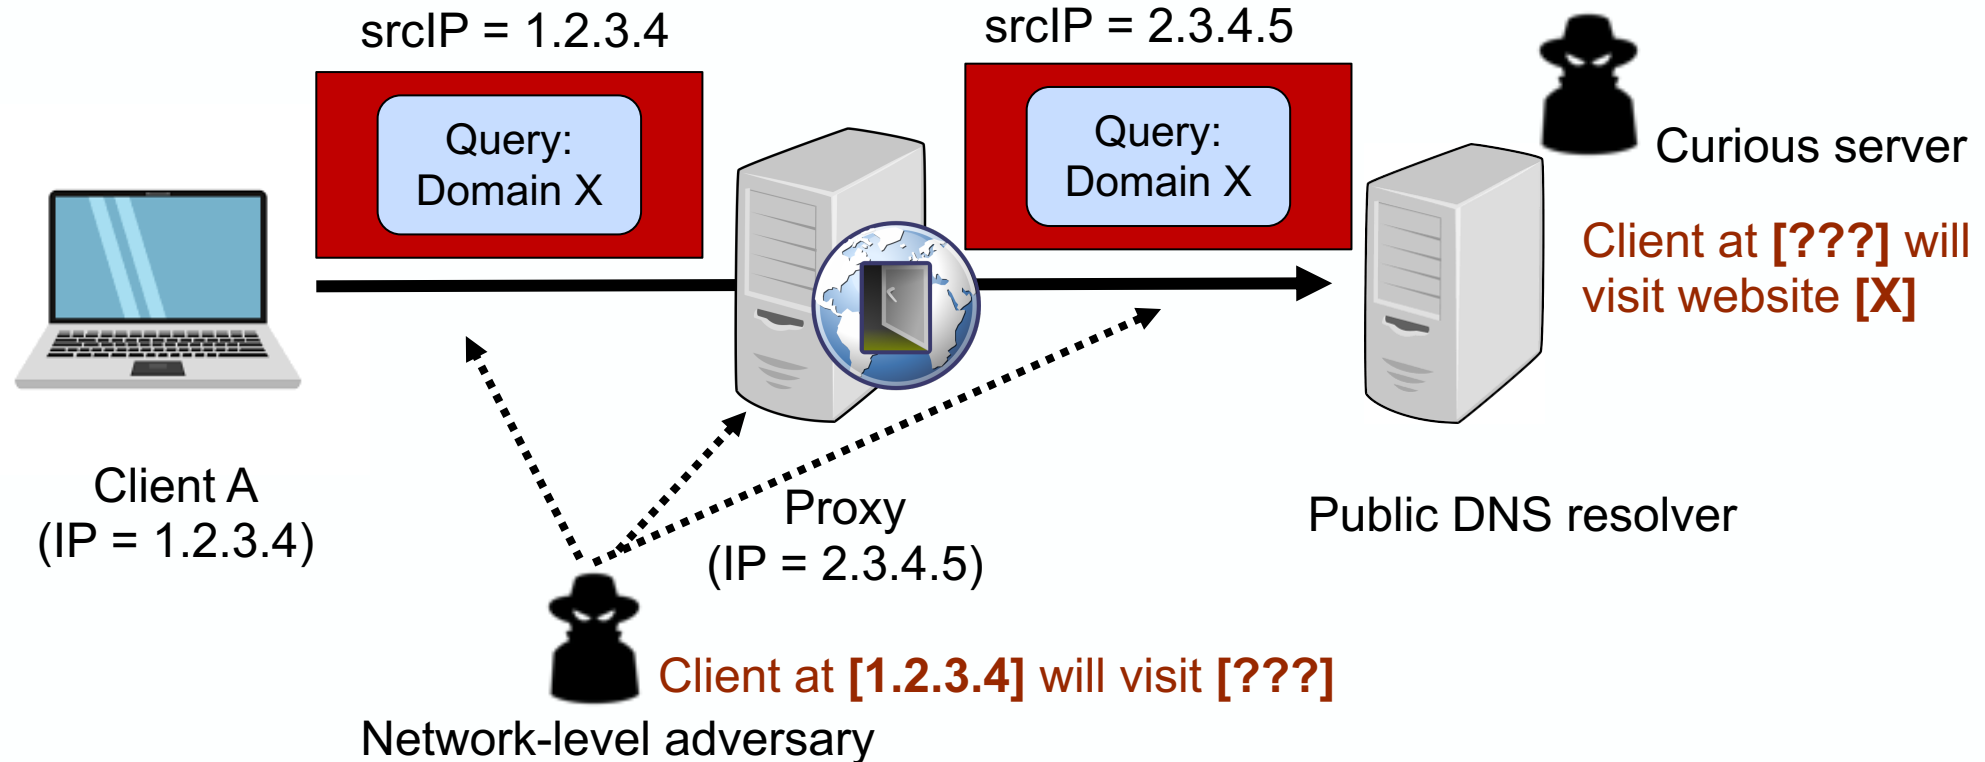 srcIP = 1.2.3.4
srcIP = 2.3.4.5
Query:
Domain X
Query:
Domain X
Curious server
Client at [???] will
visit website [X]
Client A
(IP = 1.2.3.4)
Proxy
(IP = 2.3.4.5)
Public DNS resolver
Client at [1.2.3.4] will visit [???]
Network-level adversary